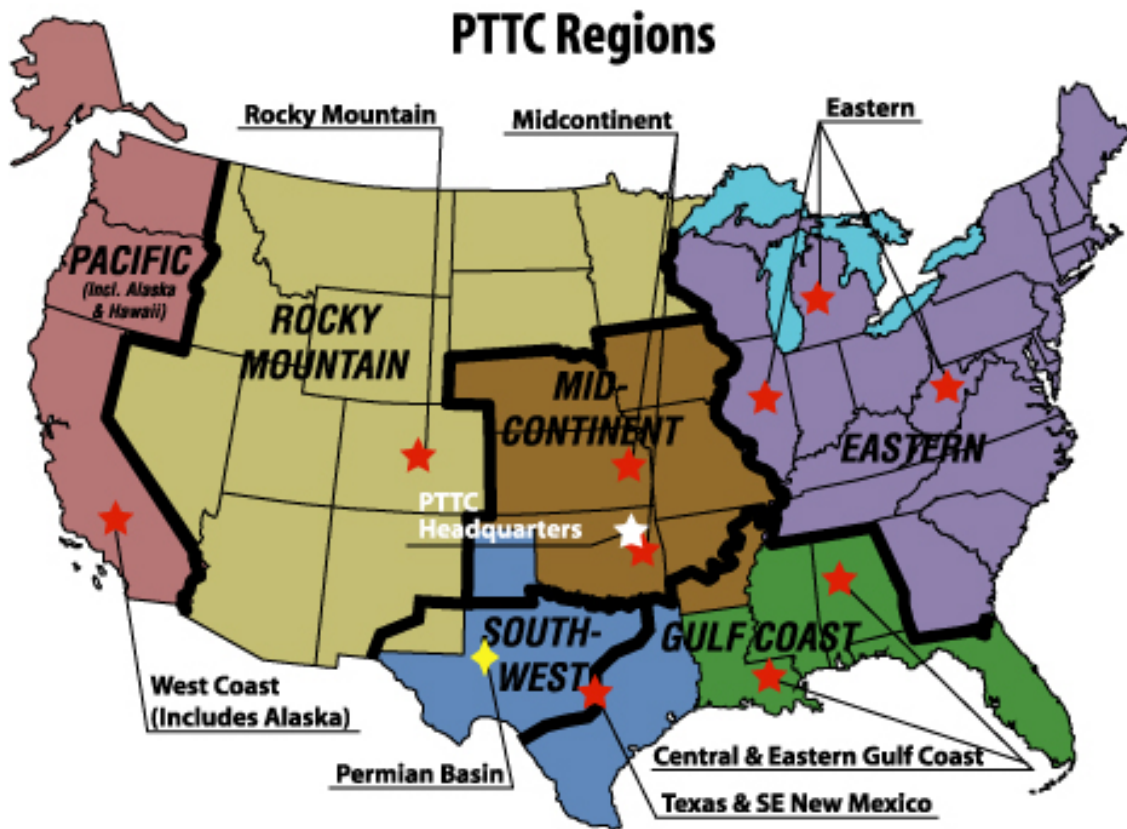 PTTC Regions
Rocky Mountain
Midcontinent
Eastern
PACIFIC
(Incl. Alaska
& Hawaii)
ROCKY
MOUNTAIN
MID-
CONTINENT
EASTERN
PTTC
Headquarters
SOUTH-
WEST
GULF COAST
West Coast
(Includes Alaska)
Permian Basin
Central & Eastern Gulf Coast
Texas & SE New Mexico